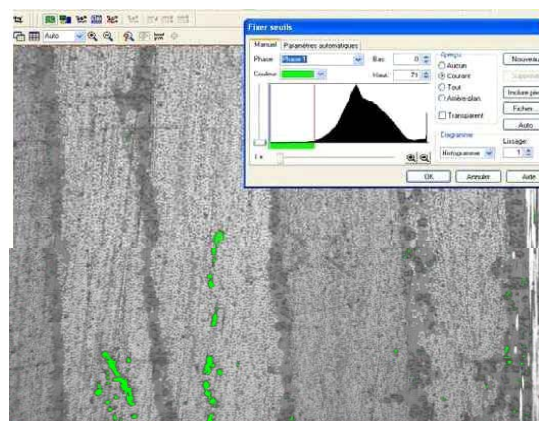 Auto
Fixer seuils
Manuel Paramètres automatiques
Phase Phase 1 Bas: 0
Couleur Haut: 71
Aperçu
Aucun
Courant
Tout
Arrière-plan
Transparent
Diagramme
Histogramme
Nouveau
Inclure
Fichier...
Auto
Lissage:
1
1 x
OK Annuler Aide